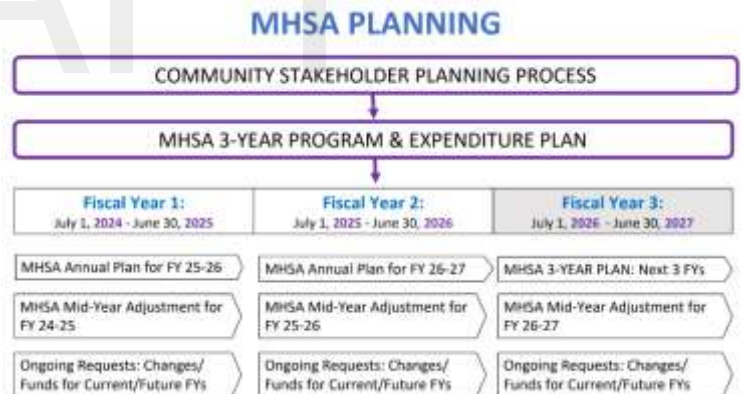 MHSA PLANNING
COMMUNITY STAKEHOLDER PLANNING PROCESS
MHSA 3-YEAR PROGRAM & EXPENDITURE PLAN
Fiscal Year 1:
July 1, 2024 - June 30, 2025
Fiscal Year 2:
July 1, 2025 - June 30, 2026
Fiscal Year 3:
July 1, 2026 - June 30, 2027
MHSA Annual Plan for FY 25-26
MHSA Annual Plan for FY 26-27
MHSA 3-YEAR PLAN: Next 3 FYs
MHSA Mid-Year Adjustment for
FY 24-25
MHSA Mid-Year Adjustment for
FY 25-26
MHSA Mid-Year Adjustment for
FY 26-27
Ongoing Requests: Changes/
Funds for Current/Future FYs
Ongoing Requests: Changes/
Funds for Current/Future FYs
Ongoing Requests: Changes/
Funds for Current/Future FYs